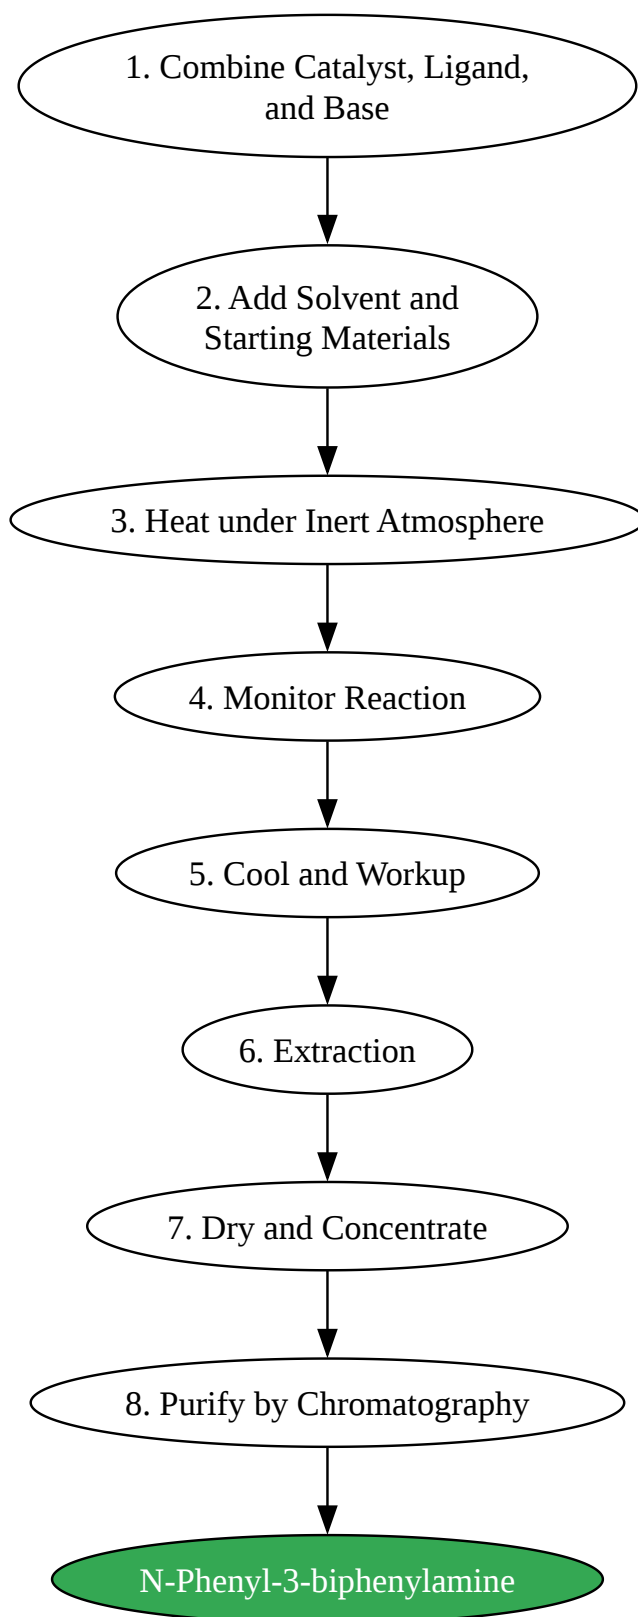 1. Combine Catalyst, Ligand,
and Base
2. Add Solvent and
Starting Materials
3. Heat under Inert Atmosphere
4. Monitor Reaction
5. Cool and Workup
6. Extraction
7. Dry and Concentrate
8. Purify by Chromatography
N-Phenyl-3-biphenylamine